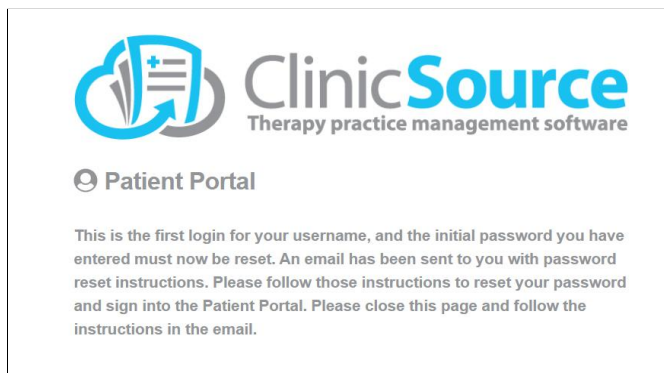 ClinicSource
Therapy practice management software
Patient Portal
This is the first login for your username, and the initial password you have
entered must now be reset. An email has been sent to you with password
reset instructions. Please follow those instructions to reset your password
and sign into the Patient Portal. Please close this page and follow the
instructions in the email.